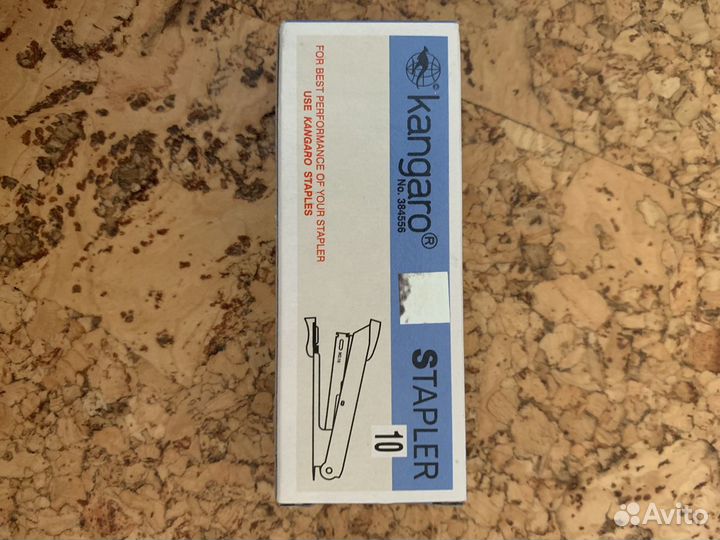 kangaro®
No. 384556
STAPLER
10
FOR BEST PERFORMANCE OF YOUR STAPLER
USE KANGARO STAPLES
Avito